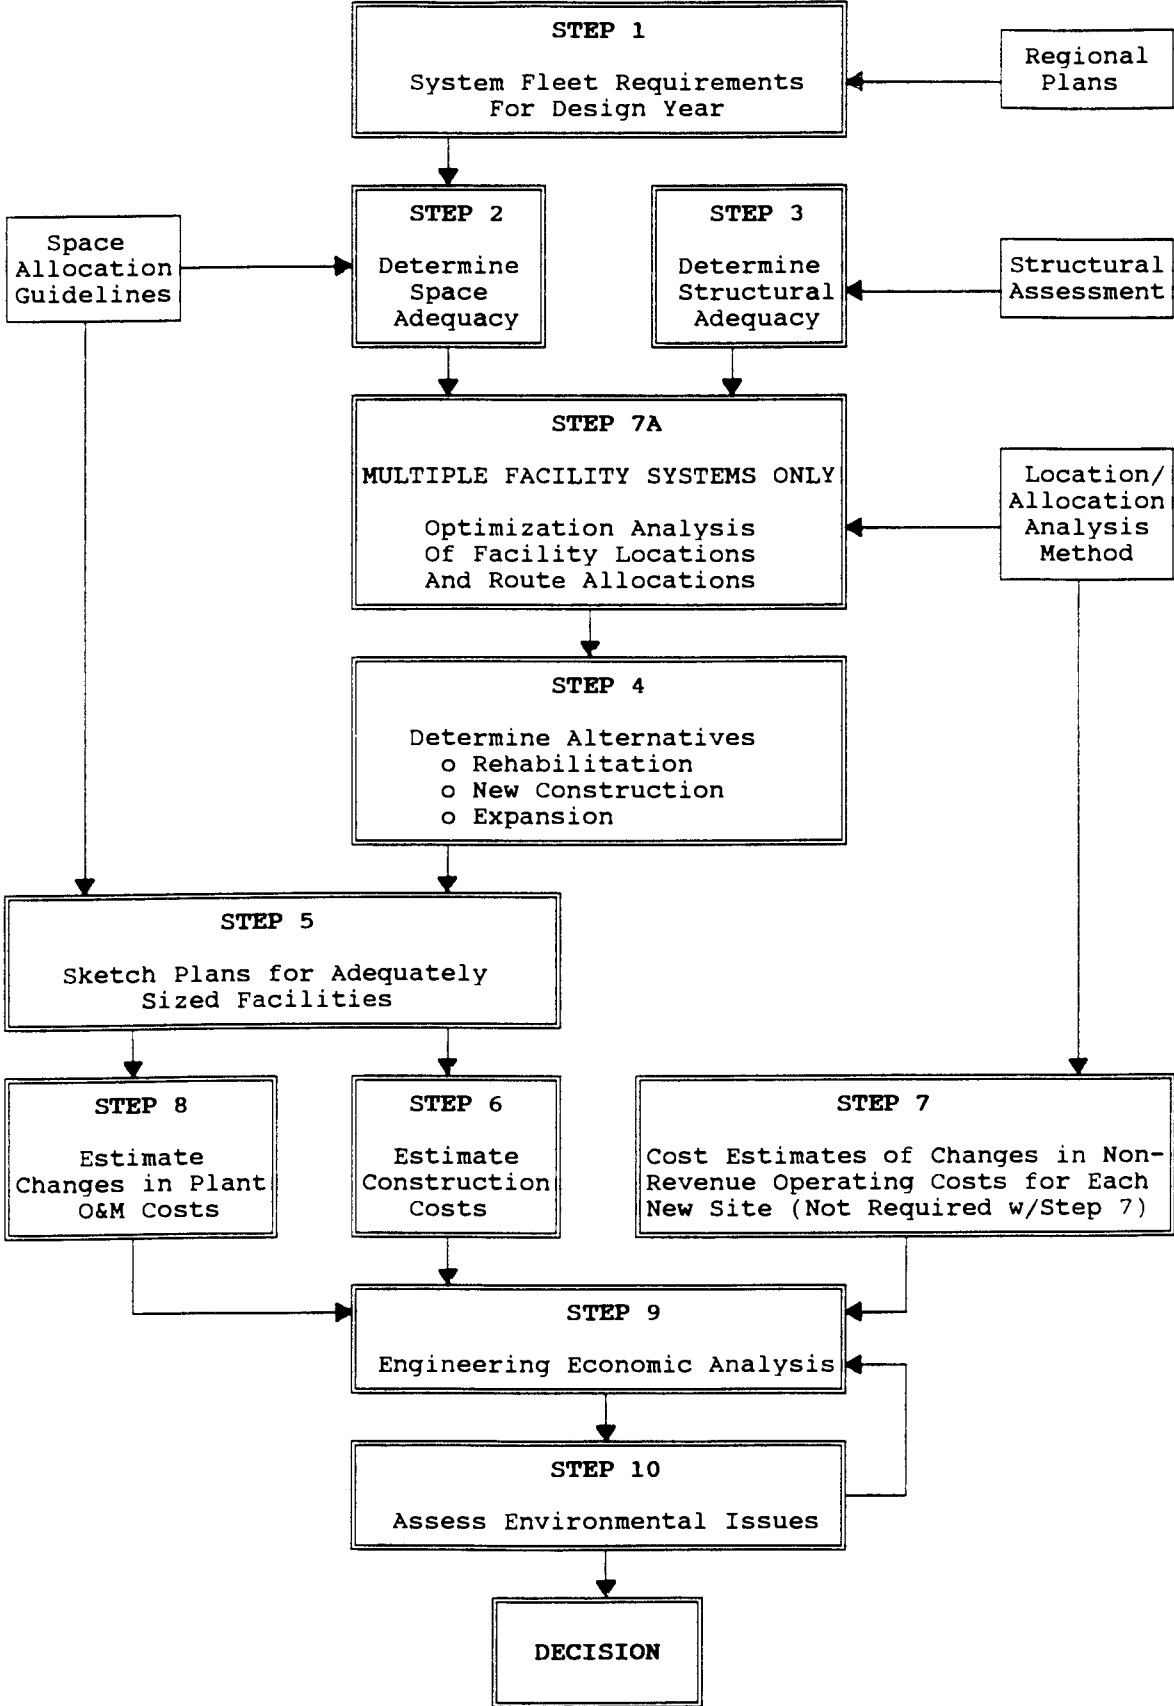 STEP 1
System Fleet Requirements
For Design Year
Regional
Plans
Space
Allocation
Guidelines
STEP 2
Determine
Space
Adequacy
STEP 3
Determine
Structural
Adequacy
Structural
Assessment
STEP 7A
MULTIPLE FACILITY SYSTEMS ONLY
Optimization Analysis
Of Facility Locations
And Route Allocations
Location/
Allocation
Analysis
Method
STEP 4
Determine Alternatives
o Rehabilitation
o New Construction
o Expansion
STEP 5
Sketch Plans for Adequately
Sized Facilities
STEP 8
Estimate
Changes in Plant
O&M Costs
STEP 6
Estimate
Construction
Costs
STEP 7
Cost Estimates of Changes in Non-
Revenue Operating Costs for Each
New Site (Not Required w/Step 7)
STEP 9
Engineering Economic Analysis
STEP 10
Assess Environmental Issues
DECISION